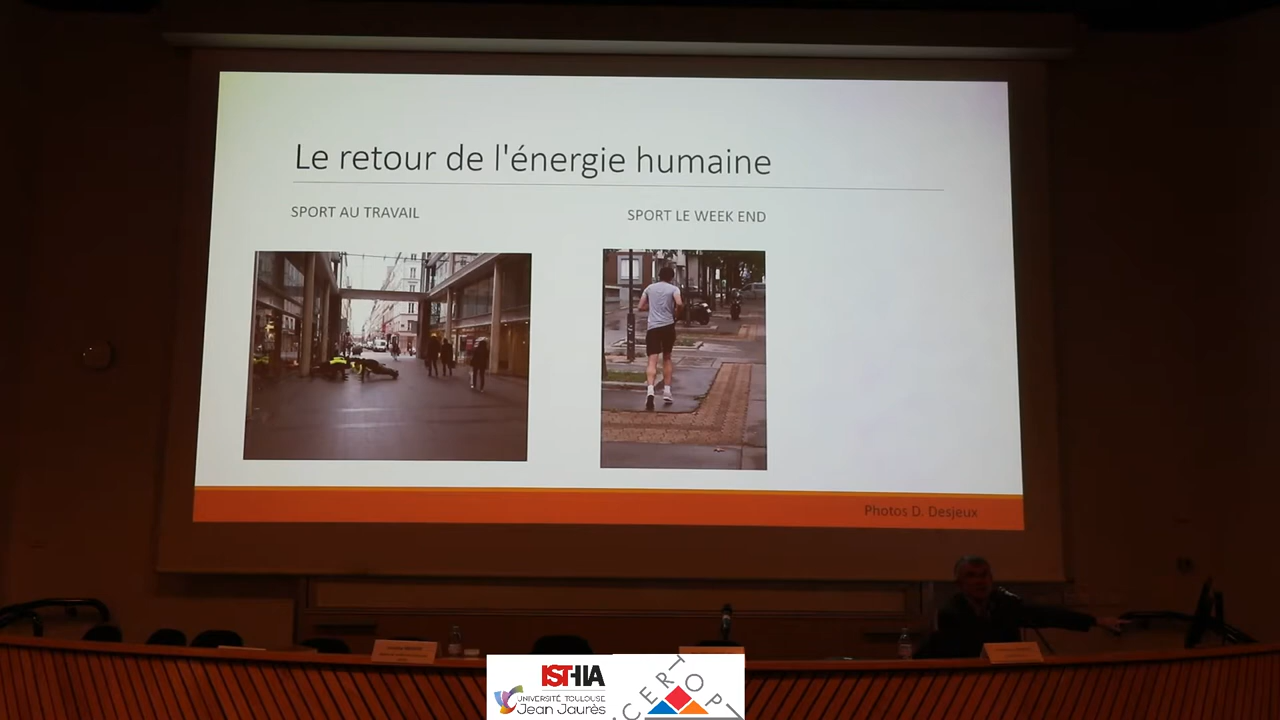 Le retour de l'énergie humaine
SPORT AU TRAVAIL
SPORT LE WEEK END
Photos D. Desjeux
ISTHIA
UNIVERSITÉ TOULOUSE
Jean Jaurès
CERTOP